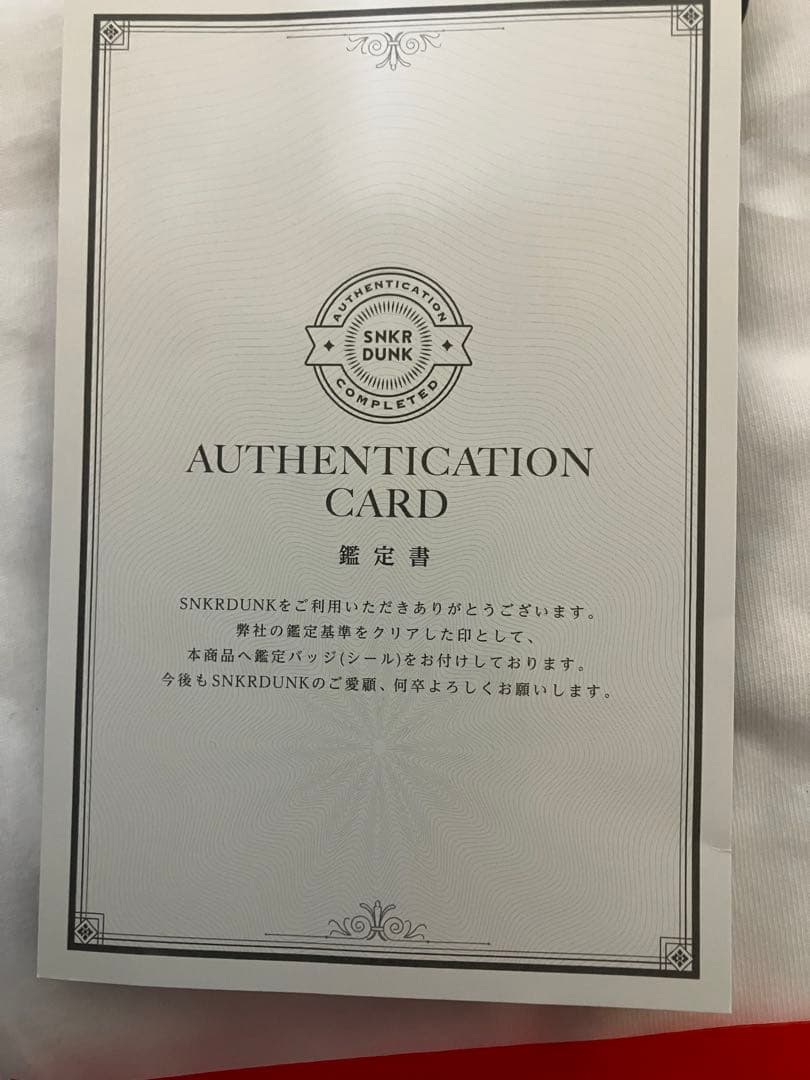 AUTHENTICATION
SNKR
DUNK
COMPLETED
AUTHENTICATION
CARD
鑑定書
SNKRDUNKをご利用いただきありがとうございます。
弊社の鑑定基準をクリアした印として、
本商品へ鑑定バッジ(シール)をお付けしております。
今後もSNKRDUNKのご愛顧、何卒よろしくお願いします。